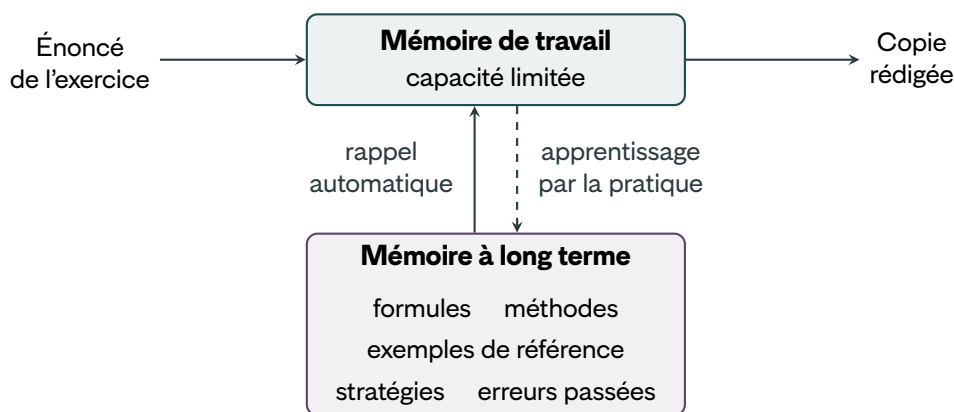 Énoncé
de l’exercice
Mémoire de travail
capacité limitée
Copie
rédigée
rappel
automatique
apprentissage
par la pratique
Mémoire à long terme
formules méthodes
exemples de référence
stratégies erreurs passées